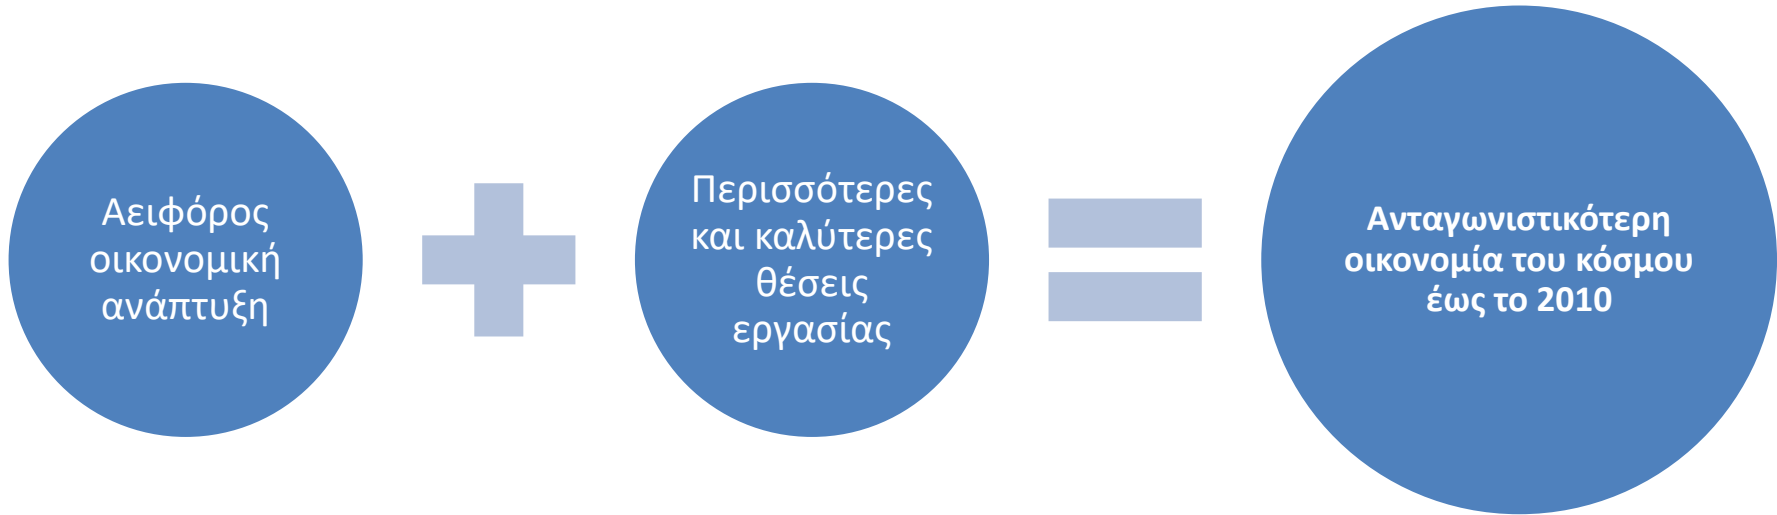 Αειφόρος
οικονομική
ανάπτυξη
Περισσότερες
και καλύτερες
θέσεις
εργασίας
Ανταγωνιστικότερη
οικονομία του κόσμου
έως το 2010